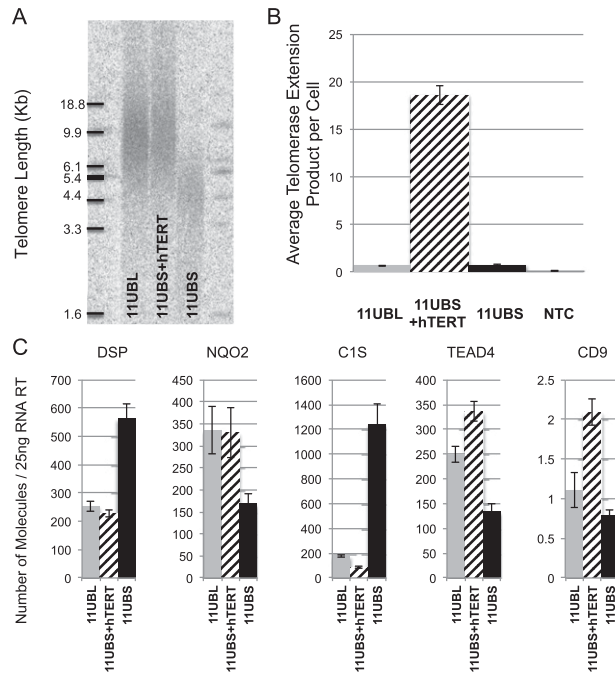 A
Telomere Length (Kb)
18.8
9.9
6.1
5.4
4.4
3.3
1.6
11UBL
11UBS+hTERT
11UBS
B
Average Telomerase Extension
Product per Cell
25
20
15
10
5
0
11UBL
11UBS
+hTERT
11UBS
NTC
C
Number of Molecules / 25ng RNA RT
DSP
700
600
500
400
300
200
100
0
11UBL
11UBS+hTERT
11UBS
NQO2
450
400
350
300
250
200
150
100
50
0
11UBL
11UBS+hTERT
11UBS
C1S
1600
1400
1200
1000
800
600
400
200
0
11UBL
11UBS+hTERT
11UBS
TEAD4
400
350
300
250
200
150
100
50
0
11UBL
11UBS+hTERT
11UBS
CD9
2.5
2
1.5
1
0.5
0
11UBL
11UBS+hTERT
11UBS